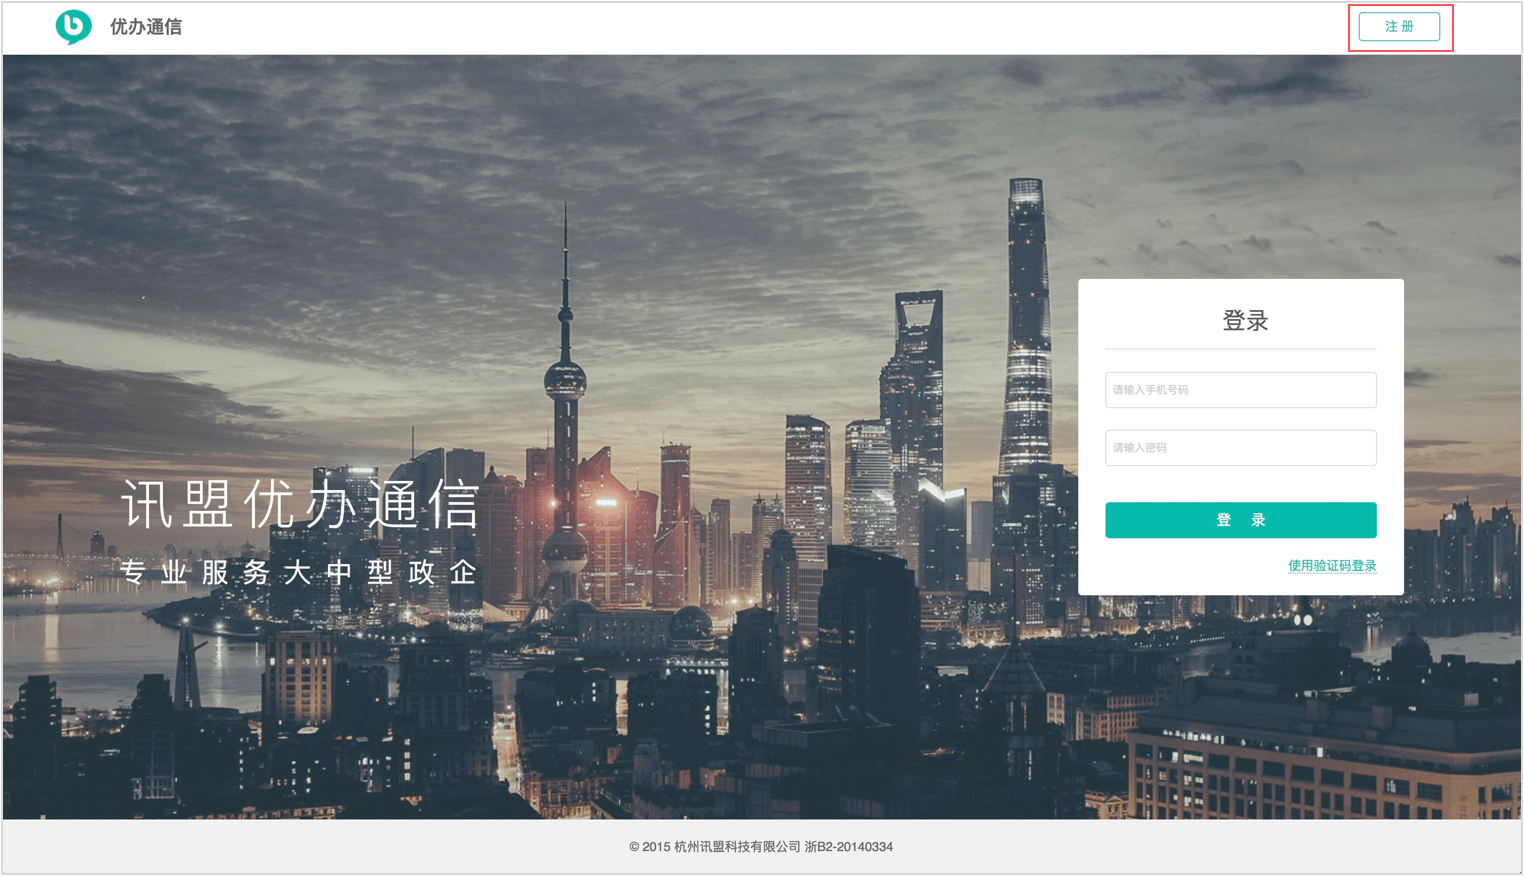 优办通信
注 册
登录
请输入手机号码
请输入密码
讯盟优办通信
登 录
专业服务大中型政企
使用验证码登录
© 2015 杭州讯盟科技有限公司 浙B2-20140334